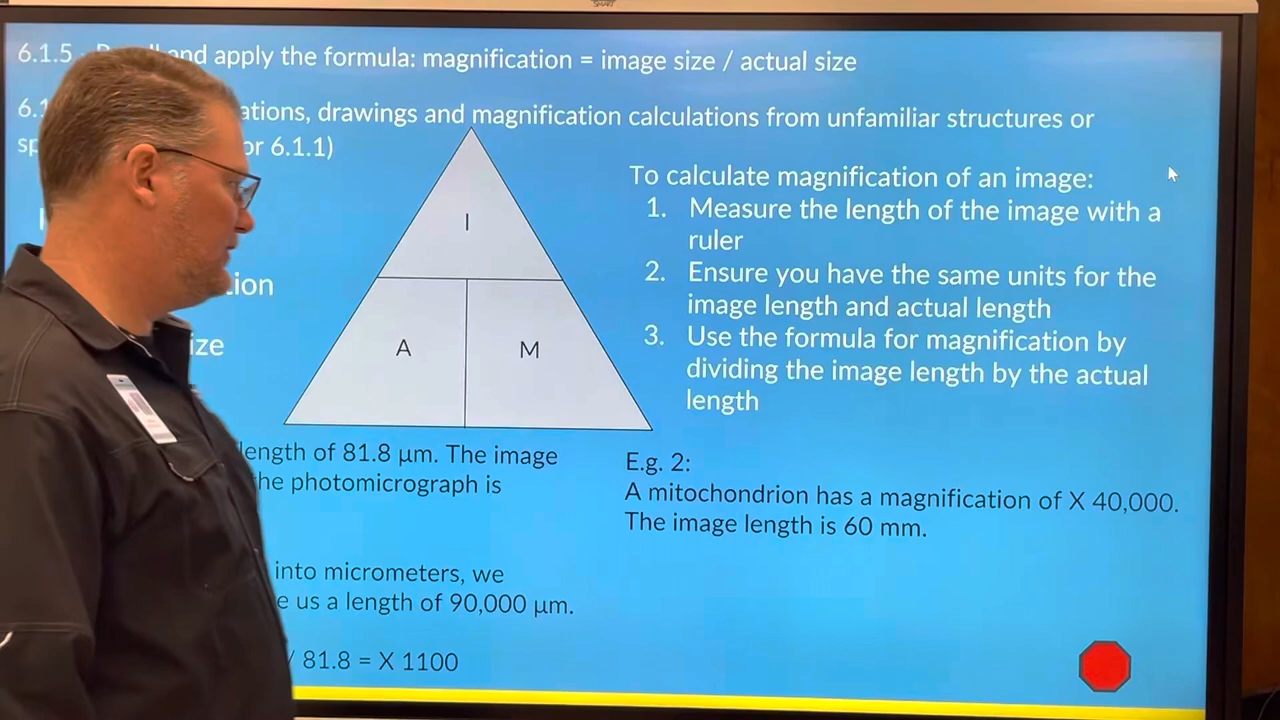 SMART
6.1.5 and apply the formula: magnification = image size / actual size
drawings and magnification calculations from unfamiliar structures or
or 6.1.1)
To calculate magnification of an image:
1. Measure the length of the image with a
ruler
2. Ensure you have the same units for the
image length and actual length
3. Use the formula for magnification by
dividing the image length by the actual
length
I
A M
length of 81.8 μm. The image
the photomicrograph is
into micrometers, we
us a length of 90,000 μm.
/ 81.8 = X 1100
E.g. 2:
A mitochondrion has a magnification of X 40,000.
The image length is 60 mm.